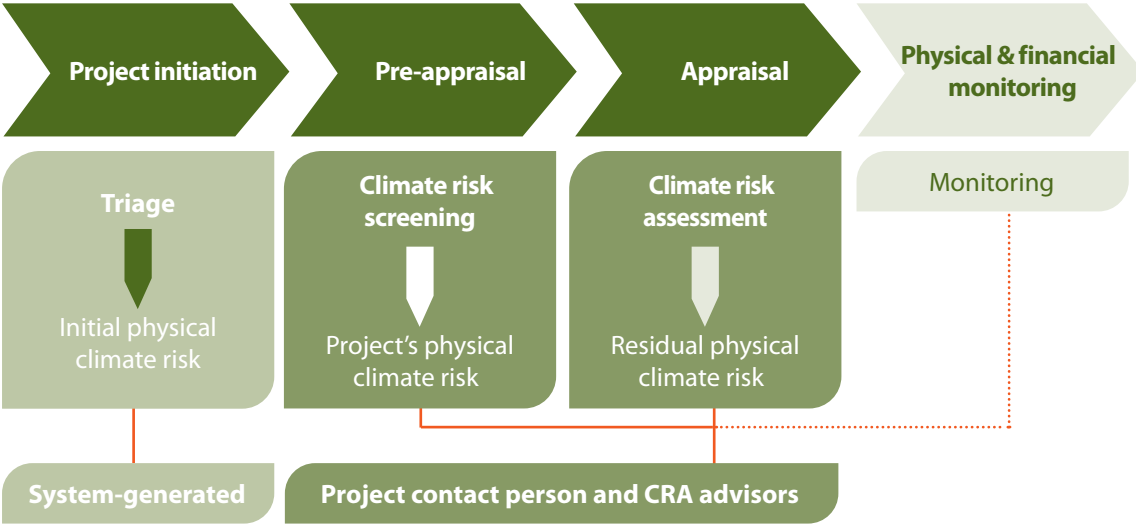 Project initiation
Pre-appraisal
Appraisal
Physical & financial
monitoring
Triage
Initial physical
climate risk
Climate risk
screening
Project's physical
climate risk
Climate risk
assessment
Residual physical
climate risk
Monitoring
System-generated
Project contact person and CRA advisors